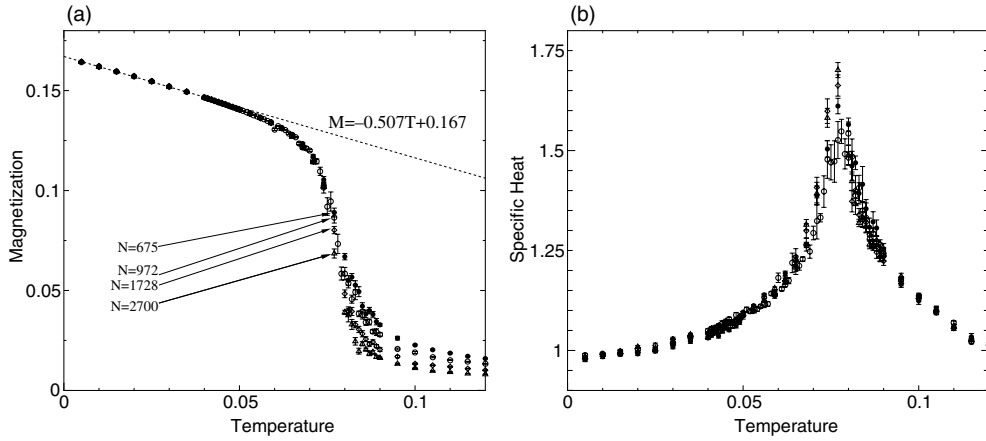 (a)
0.15
0.1
0.05
0
0
0.05
0.1
Magnetization
Temperature
M=–0.507T+0.167
N=675
N=972
N=1728
N=2700
(b)
1.75
1.5
1.25
1
0
0.05
0.1
Specific Heat
Temperature